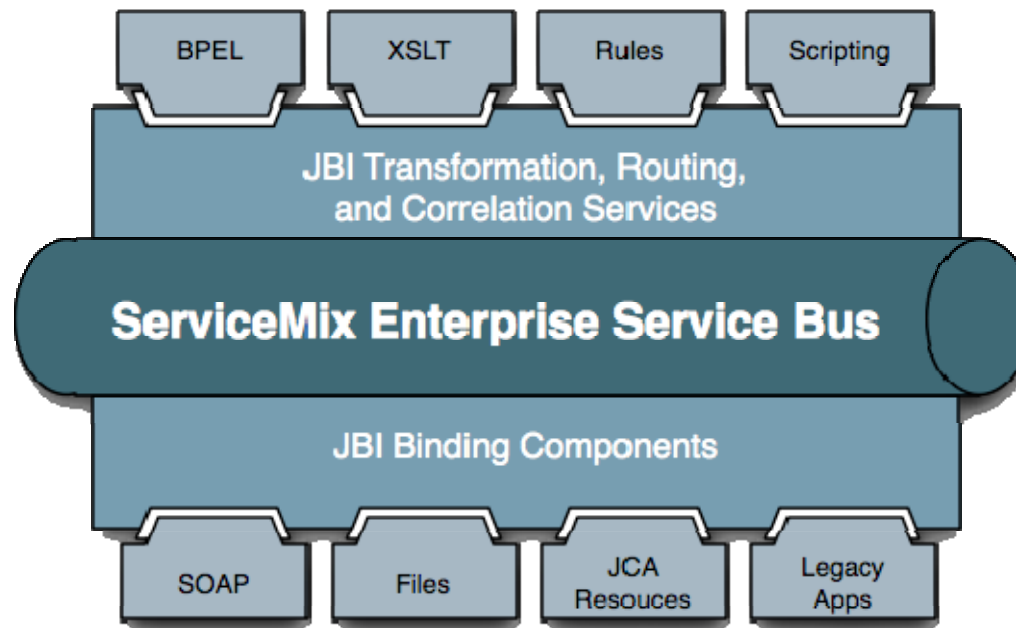 BPEL
XSLT
Rules
Scripting
JBI Transformation, Routing,
and Correlation Services
ServiceMix Enterprise Service Bus
JBI Binding Components
SOAP
Files
JCA
Resouces
Legacy
Apps